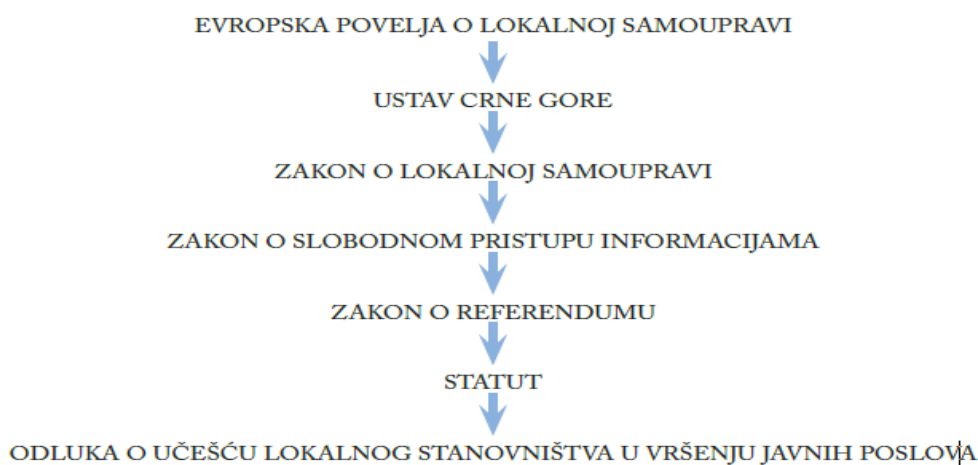 EVROPSKA POVELJA O LOKALNOJ SAMOUPRAVI
USTAV CRNE GORE
ZAKON O LOKALNOJ SAMOUPRAVI
ZAKON O SLOBODNOM PRISTUPU INFORMACIJAMA
ZAKON O REFERENDUMU
STATUT
ODLUKA O UČEŠĆU LOKALNOG STANOVNIŠTVA U VRŠENJU JAVNIH POSLOVA